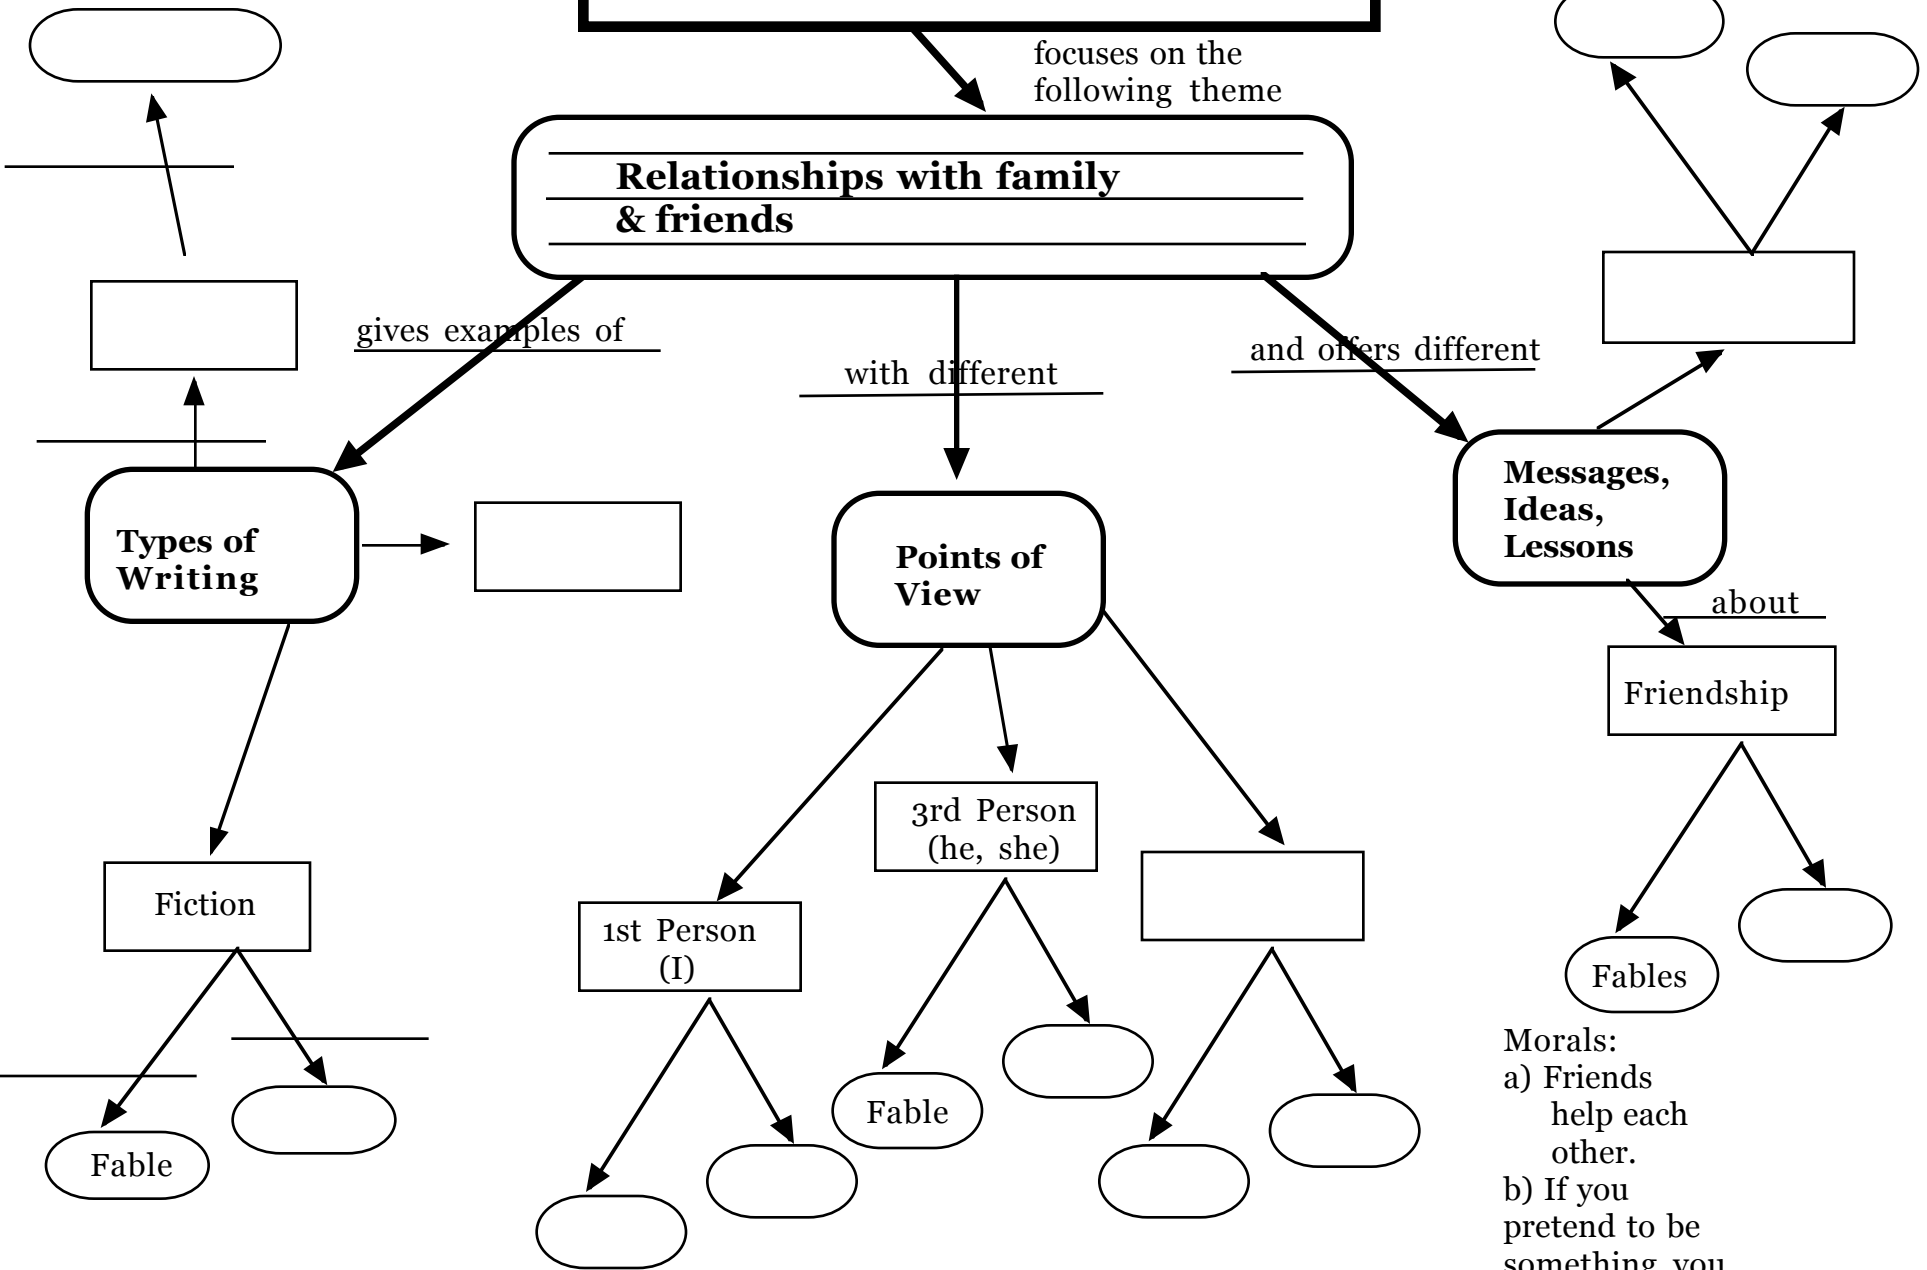 focuses on the
following theme
Relationships with family
& friends
gives examples of
with different
and offers different
Types of
Writing
Points of
View
Messages,
Ideas,
Lessons
about
Friendship
3rd Person
(he, she)
Fiction
1st Person
(I)
Fables
Fable
Fable
Morals:
a) Friends
help each
other.
b) If you
pretend to be
something you